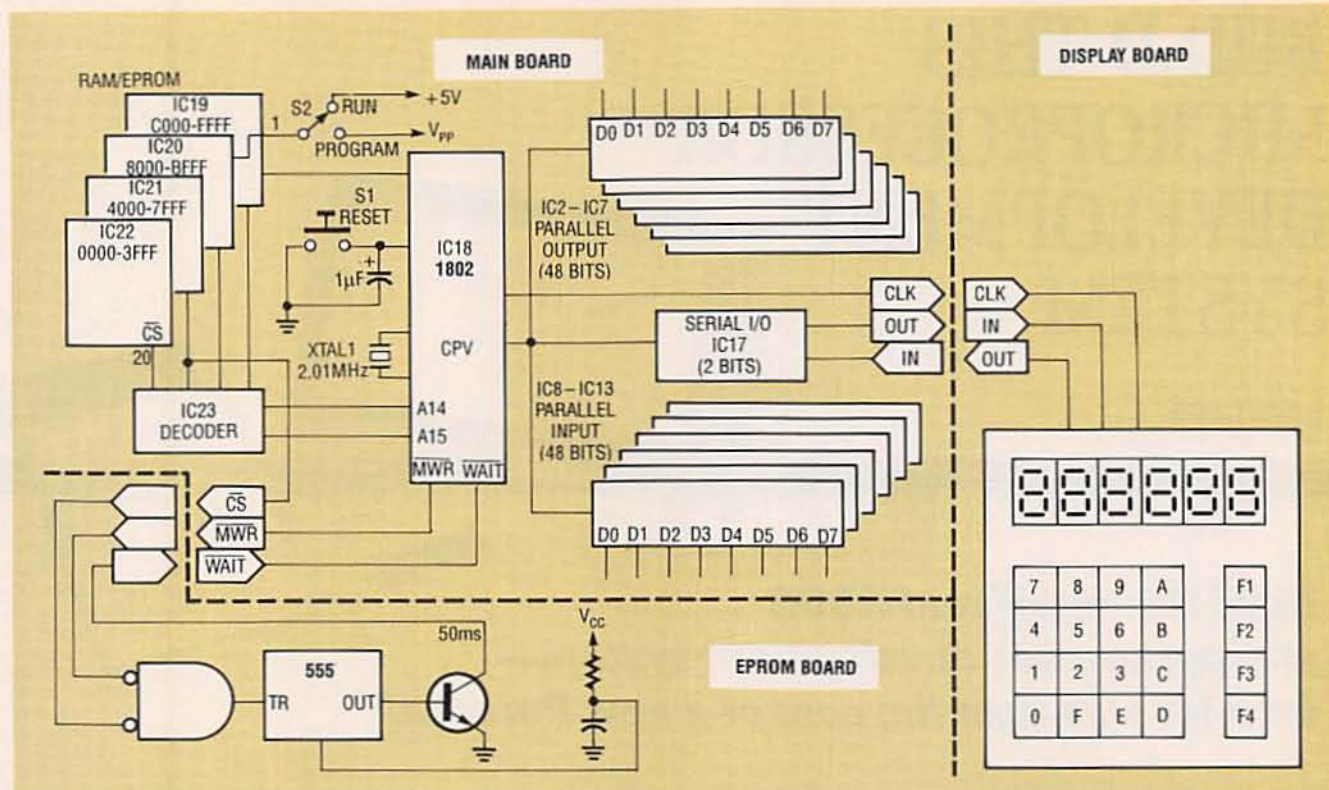 MAIN BOARD
DISPLAY BOARD
RAM/EPROM
IC19
C000-FFFF
IC20
8000-BFFF
IC21
4000-7FFF
IC22
0000-3FFF
CS
20
1
S2
RUN
+5V
VPP
PROGRAM
S1
RESET
+
1µF
XTAL1
2.01MHz
IC18
1802
CPV
A14
A15
MWR WAIT
IC23
DECODER
D0 D1 D2 D3 D4 D5 D6 D7
IC2–IC7
PARALLEL
OUTPUT
(48 BITS)
SERIAL I/O
IC17
(2 BITS)
CLK
OUT
IN
CLK
IN
OUT
IC8–IC13
PARALLEL
INPUT
(48 BITS)
D0 D1 D2 D3 D4 D5 D6 D7
CS
MWR
WAIT
888888
7 8 9 A F1
4 5 6 B F2
1 2 3 C F3
0 F E D F4
50ms
VCC
EPROM BOARD
555
TR OUT